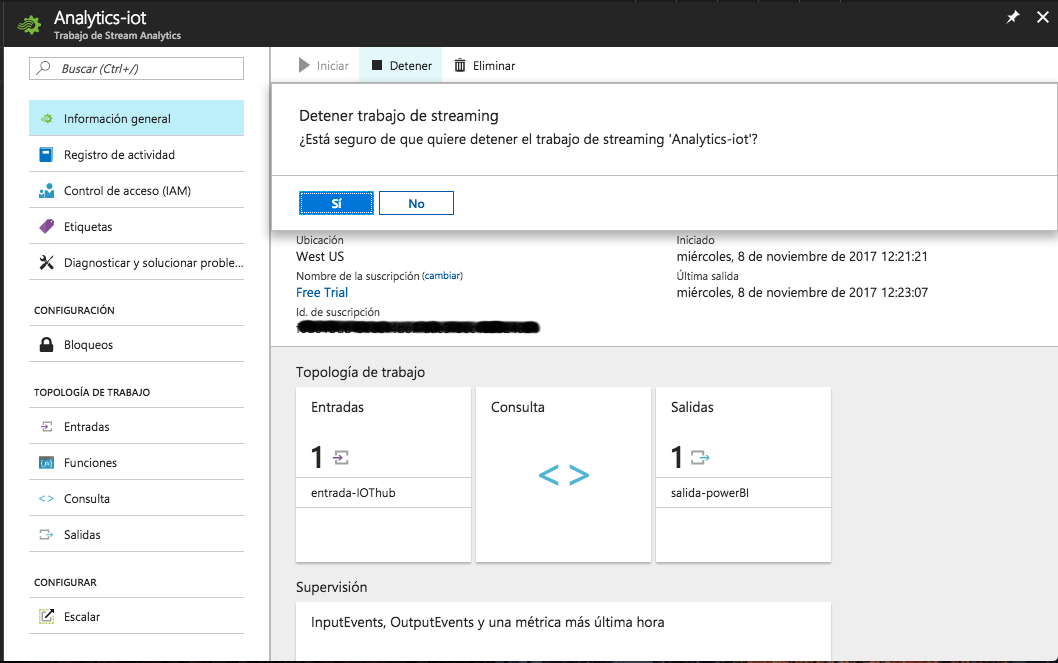 Analytics-iot
Trabajo de Stream Analytics
Buscar (Ctrl+/)
Información general
Registro de actividad
Control de acceso (IAM)
Etiquetas
Diagnosticar y solucionar proble...
CONFIGURACIÓN
Bloqueos
TOPOLOGÍA DE TRABAJO
Entradas
Funciones
Consulta
Salidas
CONFIGURAR
Escalar
Iniciar Detener Eliminar
Detener trabajo de streaming
¿Está seguro de que quiere detener el trabajo de streaming 'Analytics-iot'?
Sí No
Ubicación
West US
Nombre de la suscripción (cambiar)
Free Trial
Id. de suscripción
Iniciado
miércoles, 8 de noviembre de 2017 12:21:21
Última salida
miércoles, 8 de noviembre de 2017 12:23:07
Topología de trabajo
Entradas
1
entrada-IOThub
Consulta
< >
Salidas
1
salida-powerBI
Supervisión
InputEvents, OutputEvents y una métrica más última hora